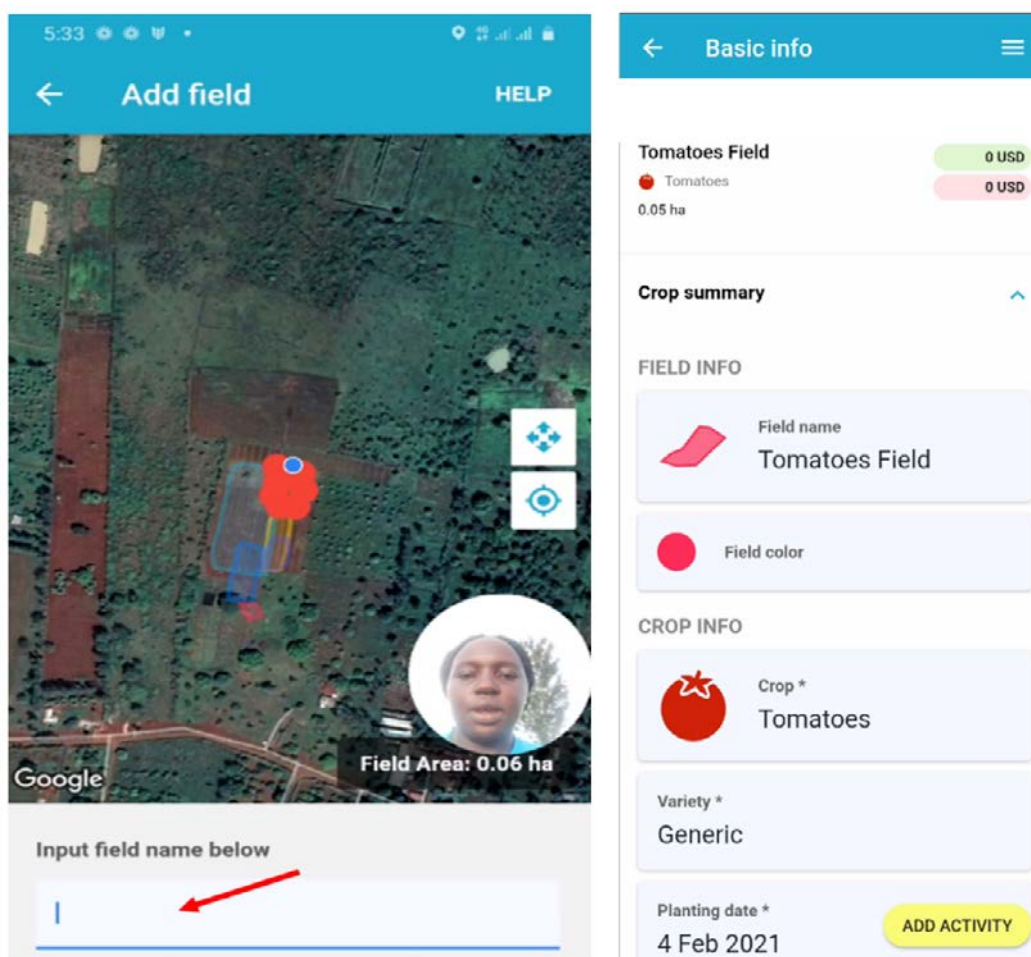 5:33
Add field
HELP
Google
Field Area: 0.06 ha
Input field name below
Basic info
Tomatoes Field
0 USD
Tomatoes
0 USD
0.05 ha
Crop summary
FIELD INFO
Field name
Tomatoes Field
Field color
CROP INFO
Crop *
Tomatoes
Variety *
Generic
Planting date *
4 Feb 2021
ADD ACTIVITY